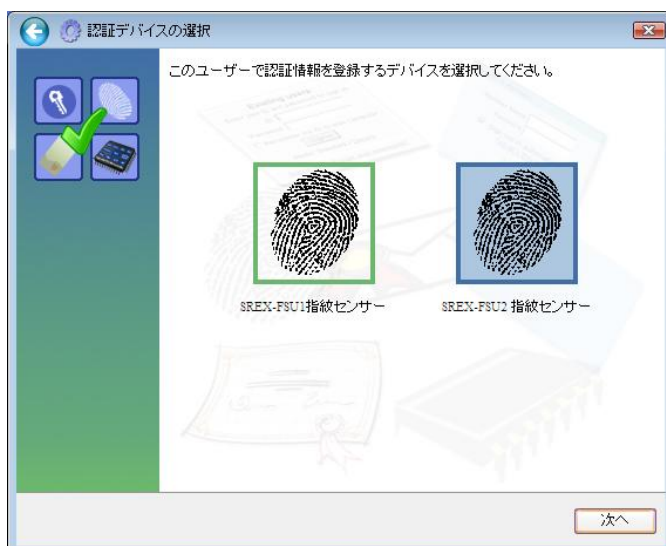 認証デバイスの選択
このユーザーで認証情報を登録するデバイスを選択してください。
SREX-FSU1指紋センサー
SREX-FSU2 指紋センサー
次へ